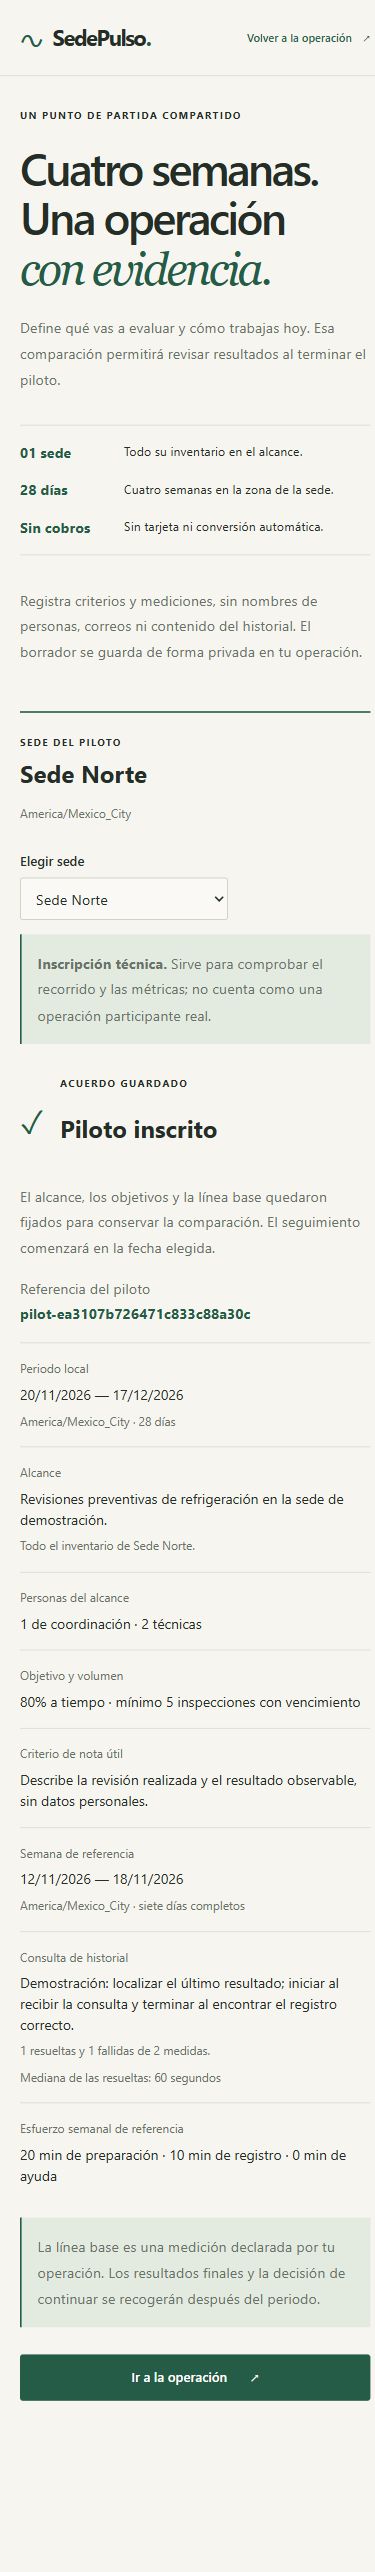 SedePulso.
Volver a la operación ↗
UN PUNTO DE PARTIDA COMPARTIDO
Cuatro semanas.
Una operación
con evidencia.
Define qué vas a evaluar y cómo trabajas hoy. Esa
comparación permitirá revisar resultados al terminar el
piloto.
01 sede Todo su inventario en el alcance.
28 días Cuatro semanas en la zona de la sede.
Sin cobros Sin tarjeta ni conversión automática.
Registra criterios y mediciones, sin nombres de
personas, correos ni contenido del historial. El
borrador se guarda de forma privada en tu operación.
SEDE DEL PILOTO
Sede Norte
America/Mexico_City
Elegir sede
Sede Norte
Inscripción técnica. Sirve para comprobar el
recorrido y las métricas; no cuenta como una
operación participante real.
ACUERDO GUARDADO
✓ Piloto inscrito
El alcance, los objetivos y la línea base quedaron
fijados para conservar la comparación. El seguimiento
comenzará en la fecha elegida.
Referencia del piloto
pilot-ea3107b726471c833c88a30c
Periodo local
20/11/2026 — 17/12/2026
America/Mexico_City · 28 días
Alcance
Revisiones preventivas de refrigeración en la sede de
demostración.
Todo el inventario de Sede Norte.
Personas del alcance
1 de coordinación · 2 técnicas
Objetivo y volumen
80% a tiempo · mínimo 5 inspecciones con vencimiento
Criterio de nota útil
Describe la revisión realizada y el resultado observable,
sin datos personales.
Semana de referencia
12/11/2026 — 18/11/2026
America/Mexico_City · siete días completos
Consulta de historial
Demostración: localizar el último resultado; iniciar al
recibir la consulta y terminar al encontrar el registro
correcto.
1 resueltas y 1 fallidas de 2 medidas.
Mediana de las resueltas: 60 segundos
Esfuerzo semanal de referencia
20 min de preparación · 10 min de registro · 0 min de
ayuda
La línea base es una medición declarada por tu
operación. Los resultados finales y la decisión de
continuar se recogerán después del periodo.
Ir a la operación ↗